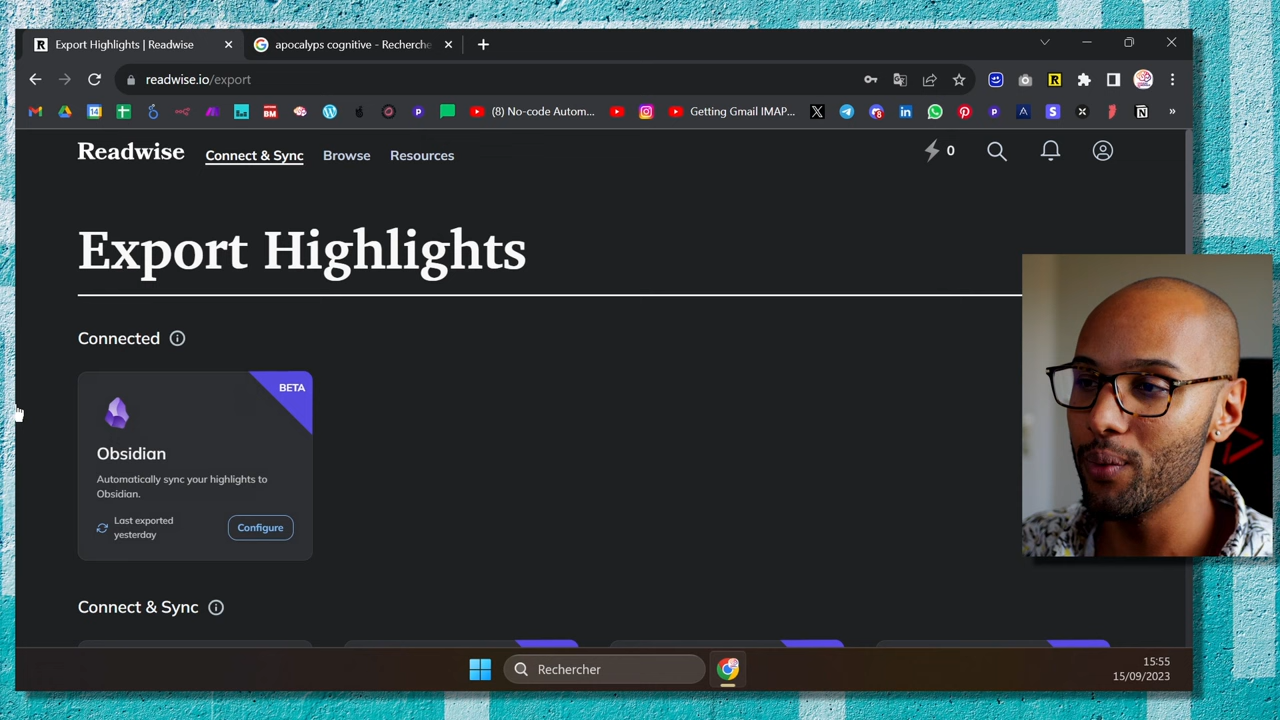 Export Highlights | Readwise
apocalyps cognitive - Recherche
readwise.io/export
14
BM
(8) No-code Autom...
Getting Gmail IMAP...
Readwise
Connect & Sync
Browse
Resources
0
Export Highlights
Connected
BETA
Obsidian
Automatically sync your highlights to
Obsidian.
Last exported
yesterday
Configure
Connect & Sync
Rechercher
15:55
15/09/2023